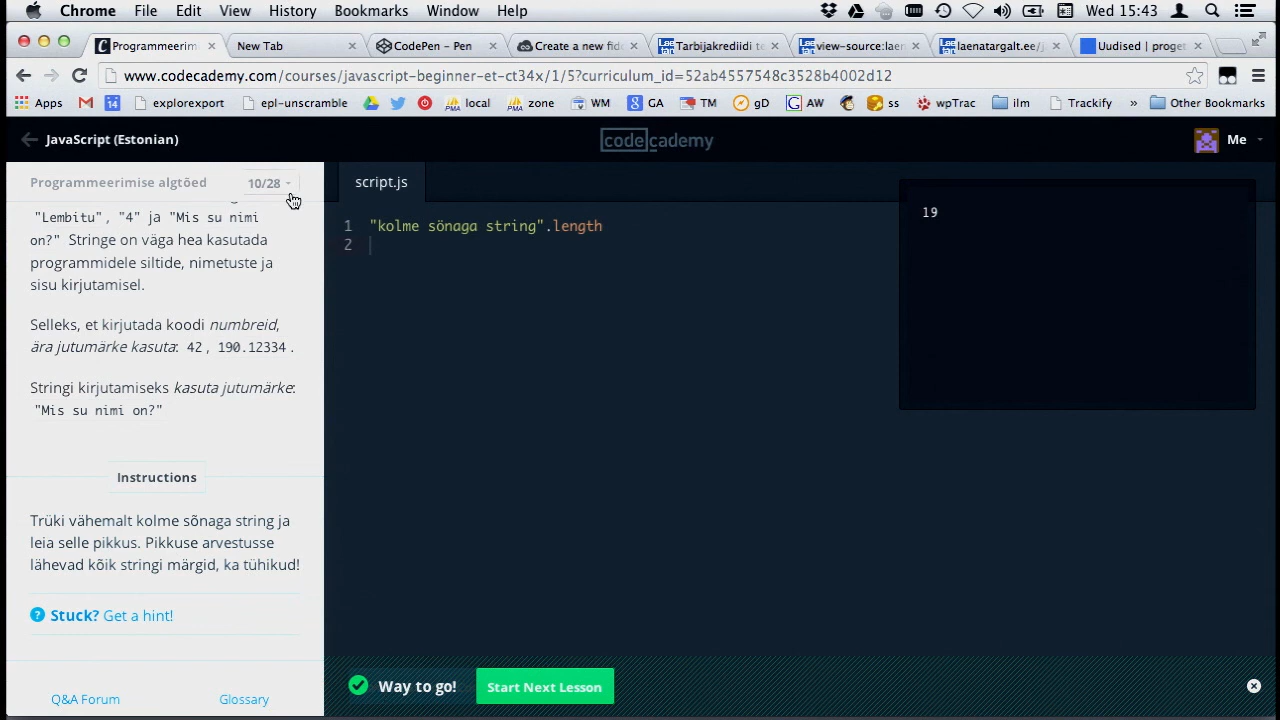 Chrome File Edit View History Bookmarks Window Help Wed 15:43
Programmeerim × New Tab × CodePen - Pen × Create a new fidd × Tarbijakrediidi t × view-source:laen × laenatargalt.ee/ × Uudised | proget ×
www.codecademy.com/courses/javascript-beginner-et-ct34x/1/5?curriculum_id=52ab4557548c3528b4002d12
Apps 14 explorexport epl-unscramble local zone WM GA TM gD AW ss wpTrac ilm Trackify » Other Bookmarks
JavaScript (Estonian)
codecademy
Me
Programmeerimise algtõed 10/28
script.js
"Lembitu", "4" ja "Mis su nimi
on?" Stringe on väga hea kasutada
programmidele siltide, nimetuste ja
sisu kirjutamisel.
Selleks, et kirjutada koodi numbreid,
ära jutumärke kasuta: 42, 190.12334.
Stringi kirjutamiseks kasuta jutumärke:
"Mis su nimi on?"
Instructions
Trüki vähemalt kolme sõnaga string ja
leia selle pikkus. Pikkuse arvestusse
lähevad kõik stringi märgid, ka tühikud!
? Stuck? Get a hint!
Q&A Forum Glossary
1 "kolme sönaga string".length
2
19
Way to go! Start Next Lesson